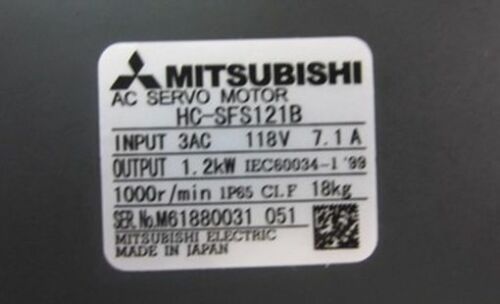 MITSUBISHI
AC SERVO MOTOR
HC-SFS121B
INPUT 3AC 118V 7.1A
OUTPUT 1.2kW IEC60034-1 '99
1000r/min IP65 CI.F 18kg
SER.No.M61880031 051
MITSUBISHI ELECTRIC
MADE IN JAPAN